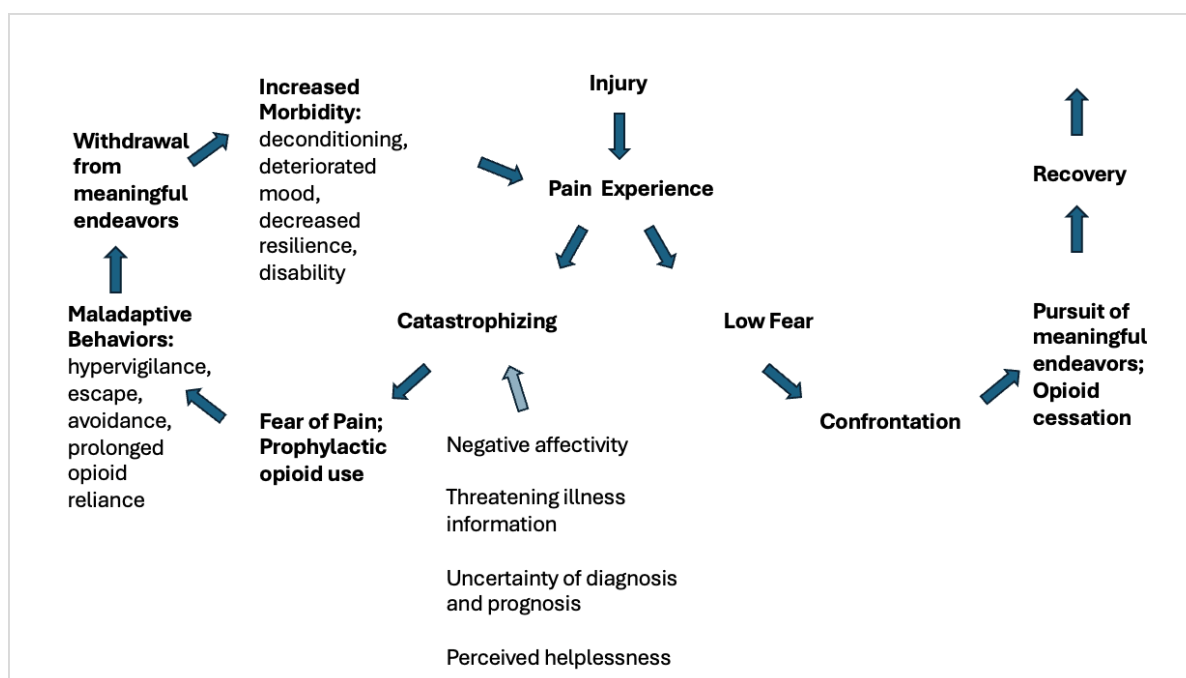 Injury
Pain Experience
Catastrophizing
Fear of Pain;
Prophylactic
opioid use
Maladaptive
Behaviors:
hypervigilance,
escape,
avoidance,
prolonged
opioid
reliance
Withdrawal
from
meaningful
endeavors
Increased
Morbidity:
deconditioning,
deteriorated
mood,
decreased
resilience,
disability
Negative affectivity
Threatening illness
information
Uncertainty of diagnosis
and prognosis
Perceived helplessness
Low Fear
Confrontation
Pursuit of
meaningful
endeavors;
Opioid
cessation
Recovery